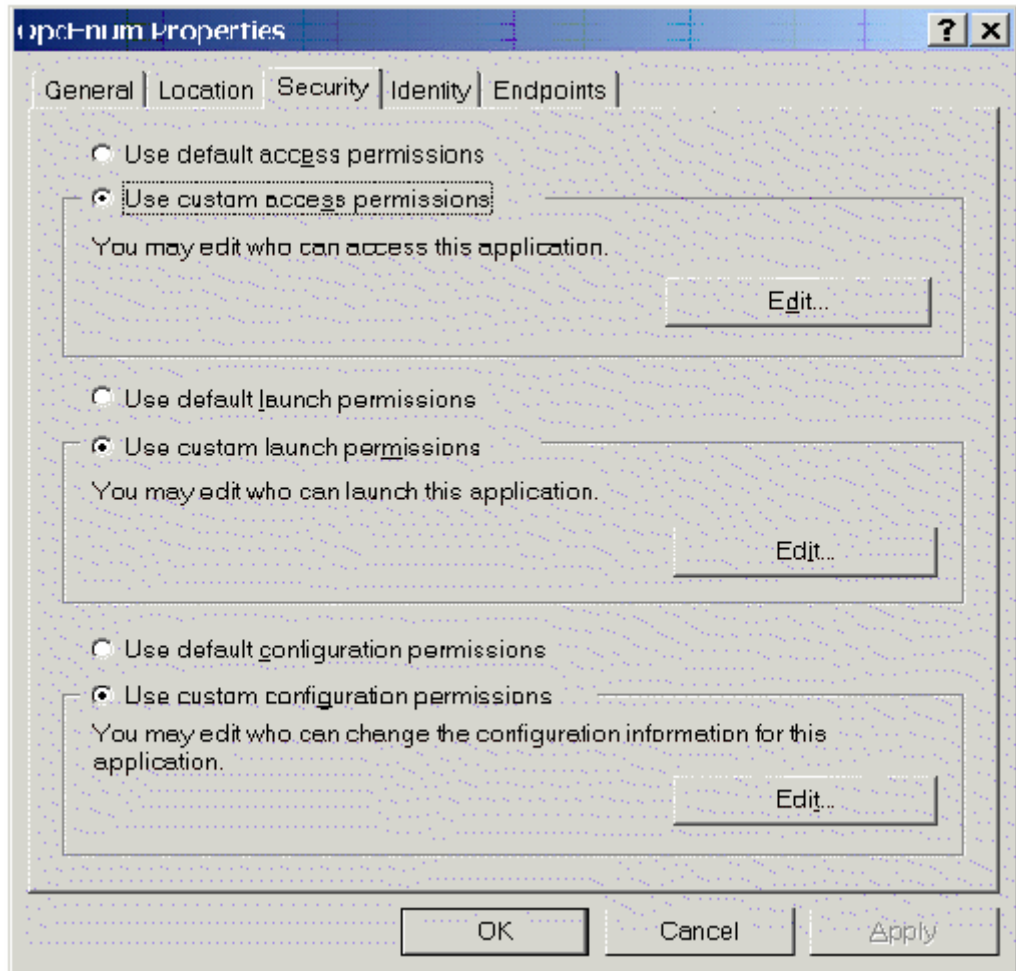 OpcEnum Properties
General Location Security Identity Endpoints
Use default access permissions
Use custom access permissions
You may edit who can access this application.
Edit...
Use default launch permissions
Use custom launch permissions
You may edit who can launch this application.
Edit...
Use default configuration permissions
Use custom configuration permissions
You may edit who can change the configuration information for this
application.
Edit...
OK Cancel Apply